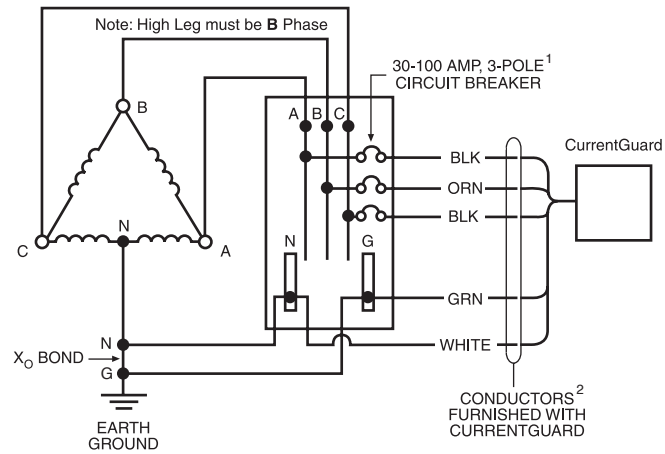 Note: High Leg must be B Phase
30-100 AMP, 3-POLE1
CIRCUIT BREAKER
B
A B C
CurrentGuard
BLK
ORN
BLK
N
C
A
N
G
GRN
N
WHITE
XO BOND
G
CONDUCTORS2
FURNISHED WITH
CURRENTGUARD
EARTH
GROUND